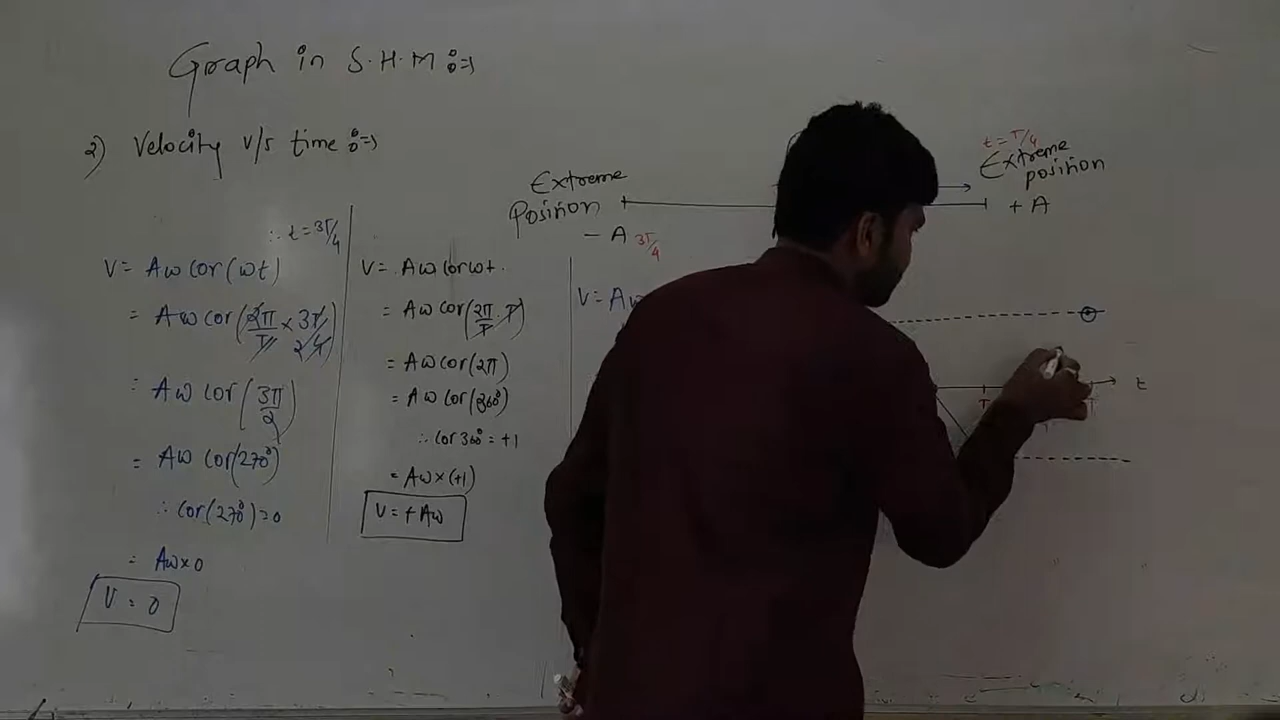 Graph in S.H.M :=>
2) Velocity v/s time :=>
t = T/4
Extreme position
+ A
Extreme Position
- A 3T/4
∴ t = 3T/4
V = Aω cos(ωt)
= Aω cos(2π/T × 3T/4) 2
= Aω cos(3π/2)
= Aω cos(270°)
∴ cos(270°) = 0
= Aω × 0
V = 0
V = Aω cos ωt.
= Aω cos(2π/T . T)
= Aω cos(2π)
= Aω cos(360°)
∴ cos 360° = +1
= Aω × (+1)
V = + Aω
V = Aω
t
T
T